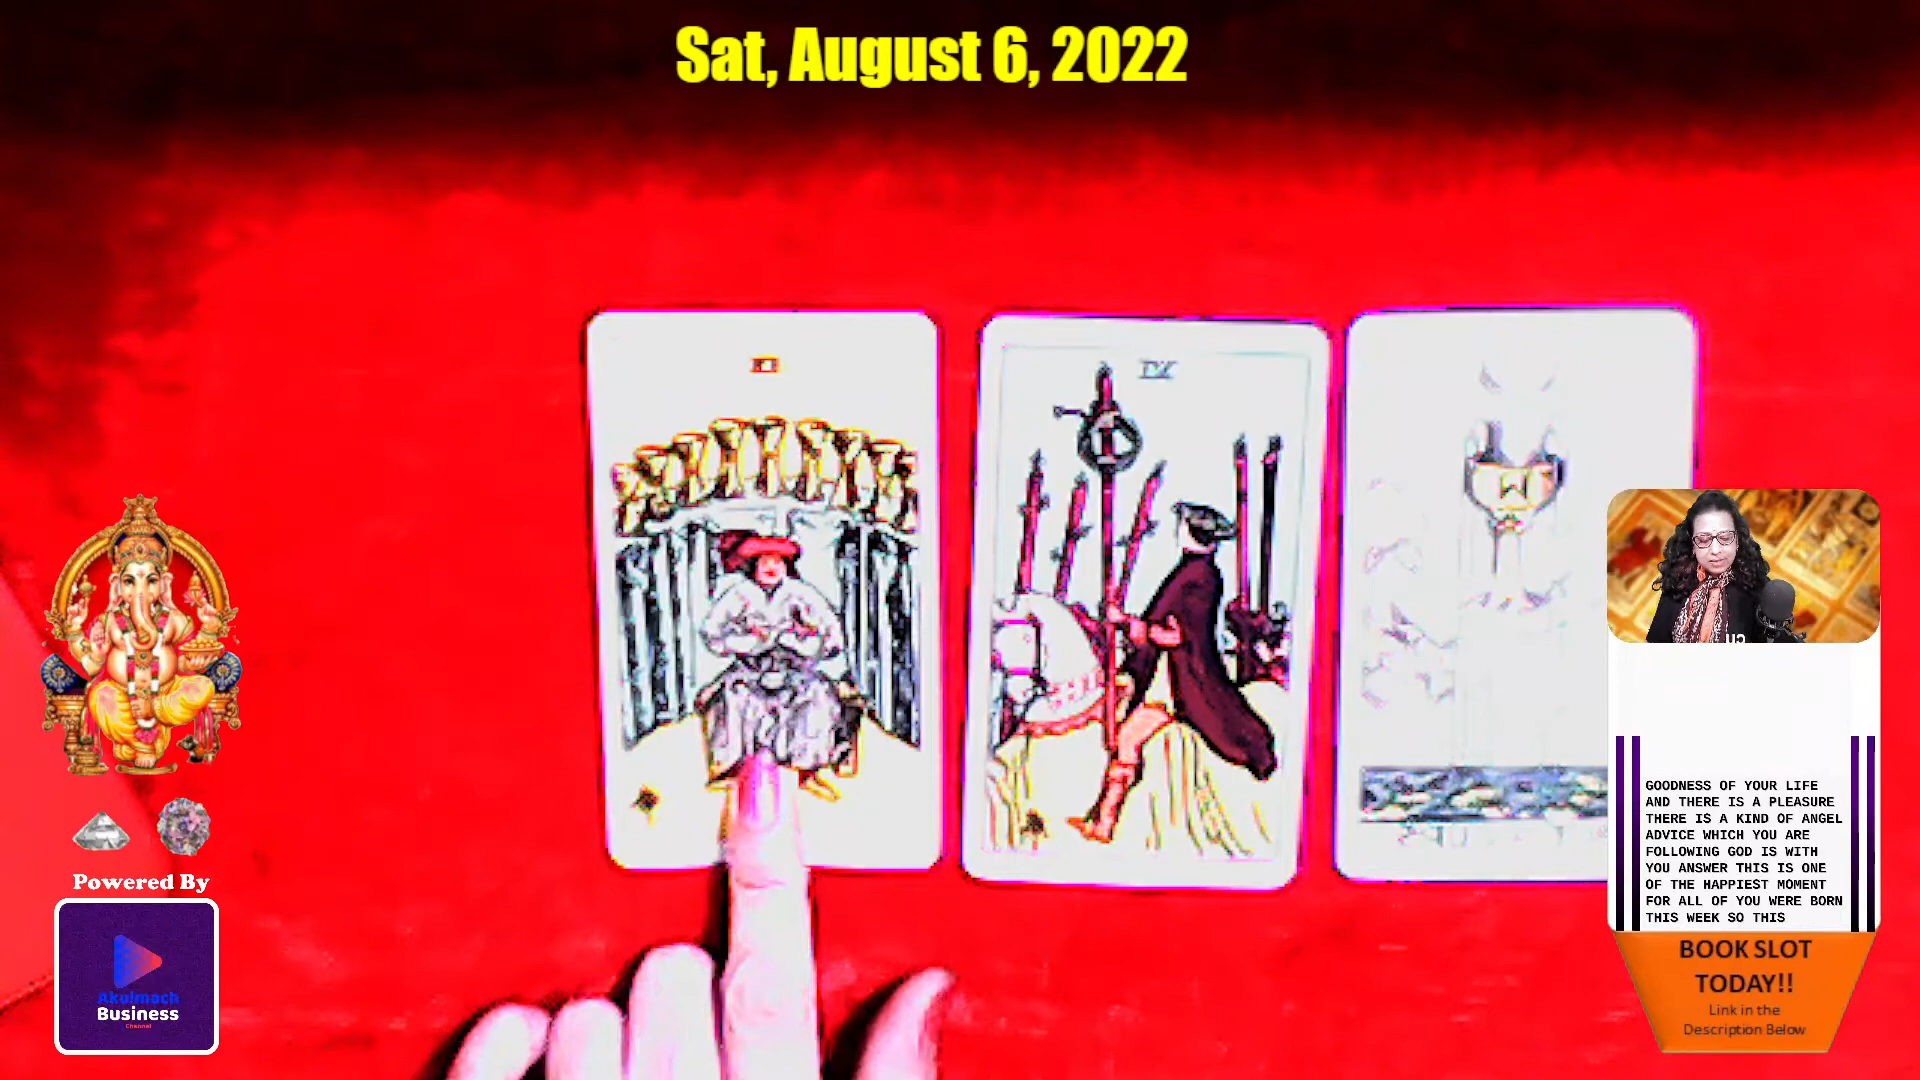 Sat, August 6, 2022
IV
GOODNESS OF YOUR LIFE
AND THERE IS A PLEASURE
THERE IS A KIND OF ANGEL
ADVICE WHICH YOU ARE
FOLLOWING GOD IS WITH
YOU ANSWER THIS IS ONE
OF THE HAPPIEST MOMENT
FOR ALL OF YOU WERE BORN
THIS WEEK SO THIS
BOOK SLOT
TODAY!!
Link in the
Description Below
Powered By
Akulmach
Business
Channel